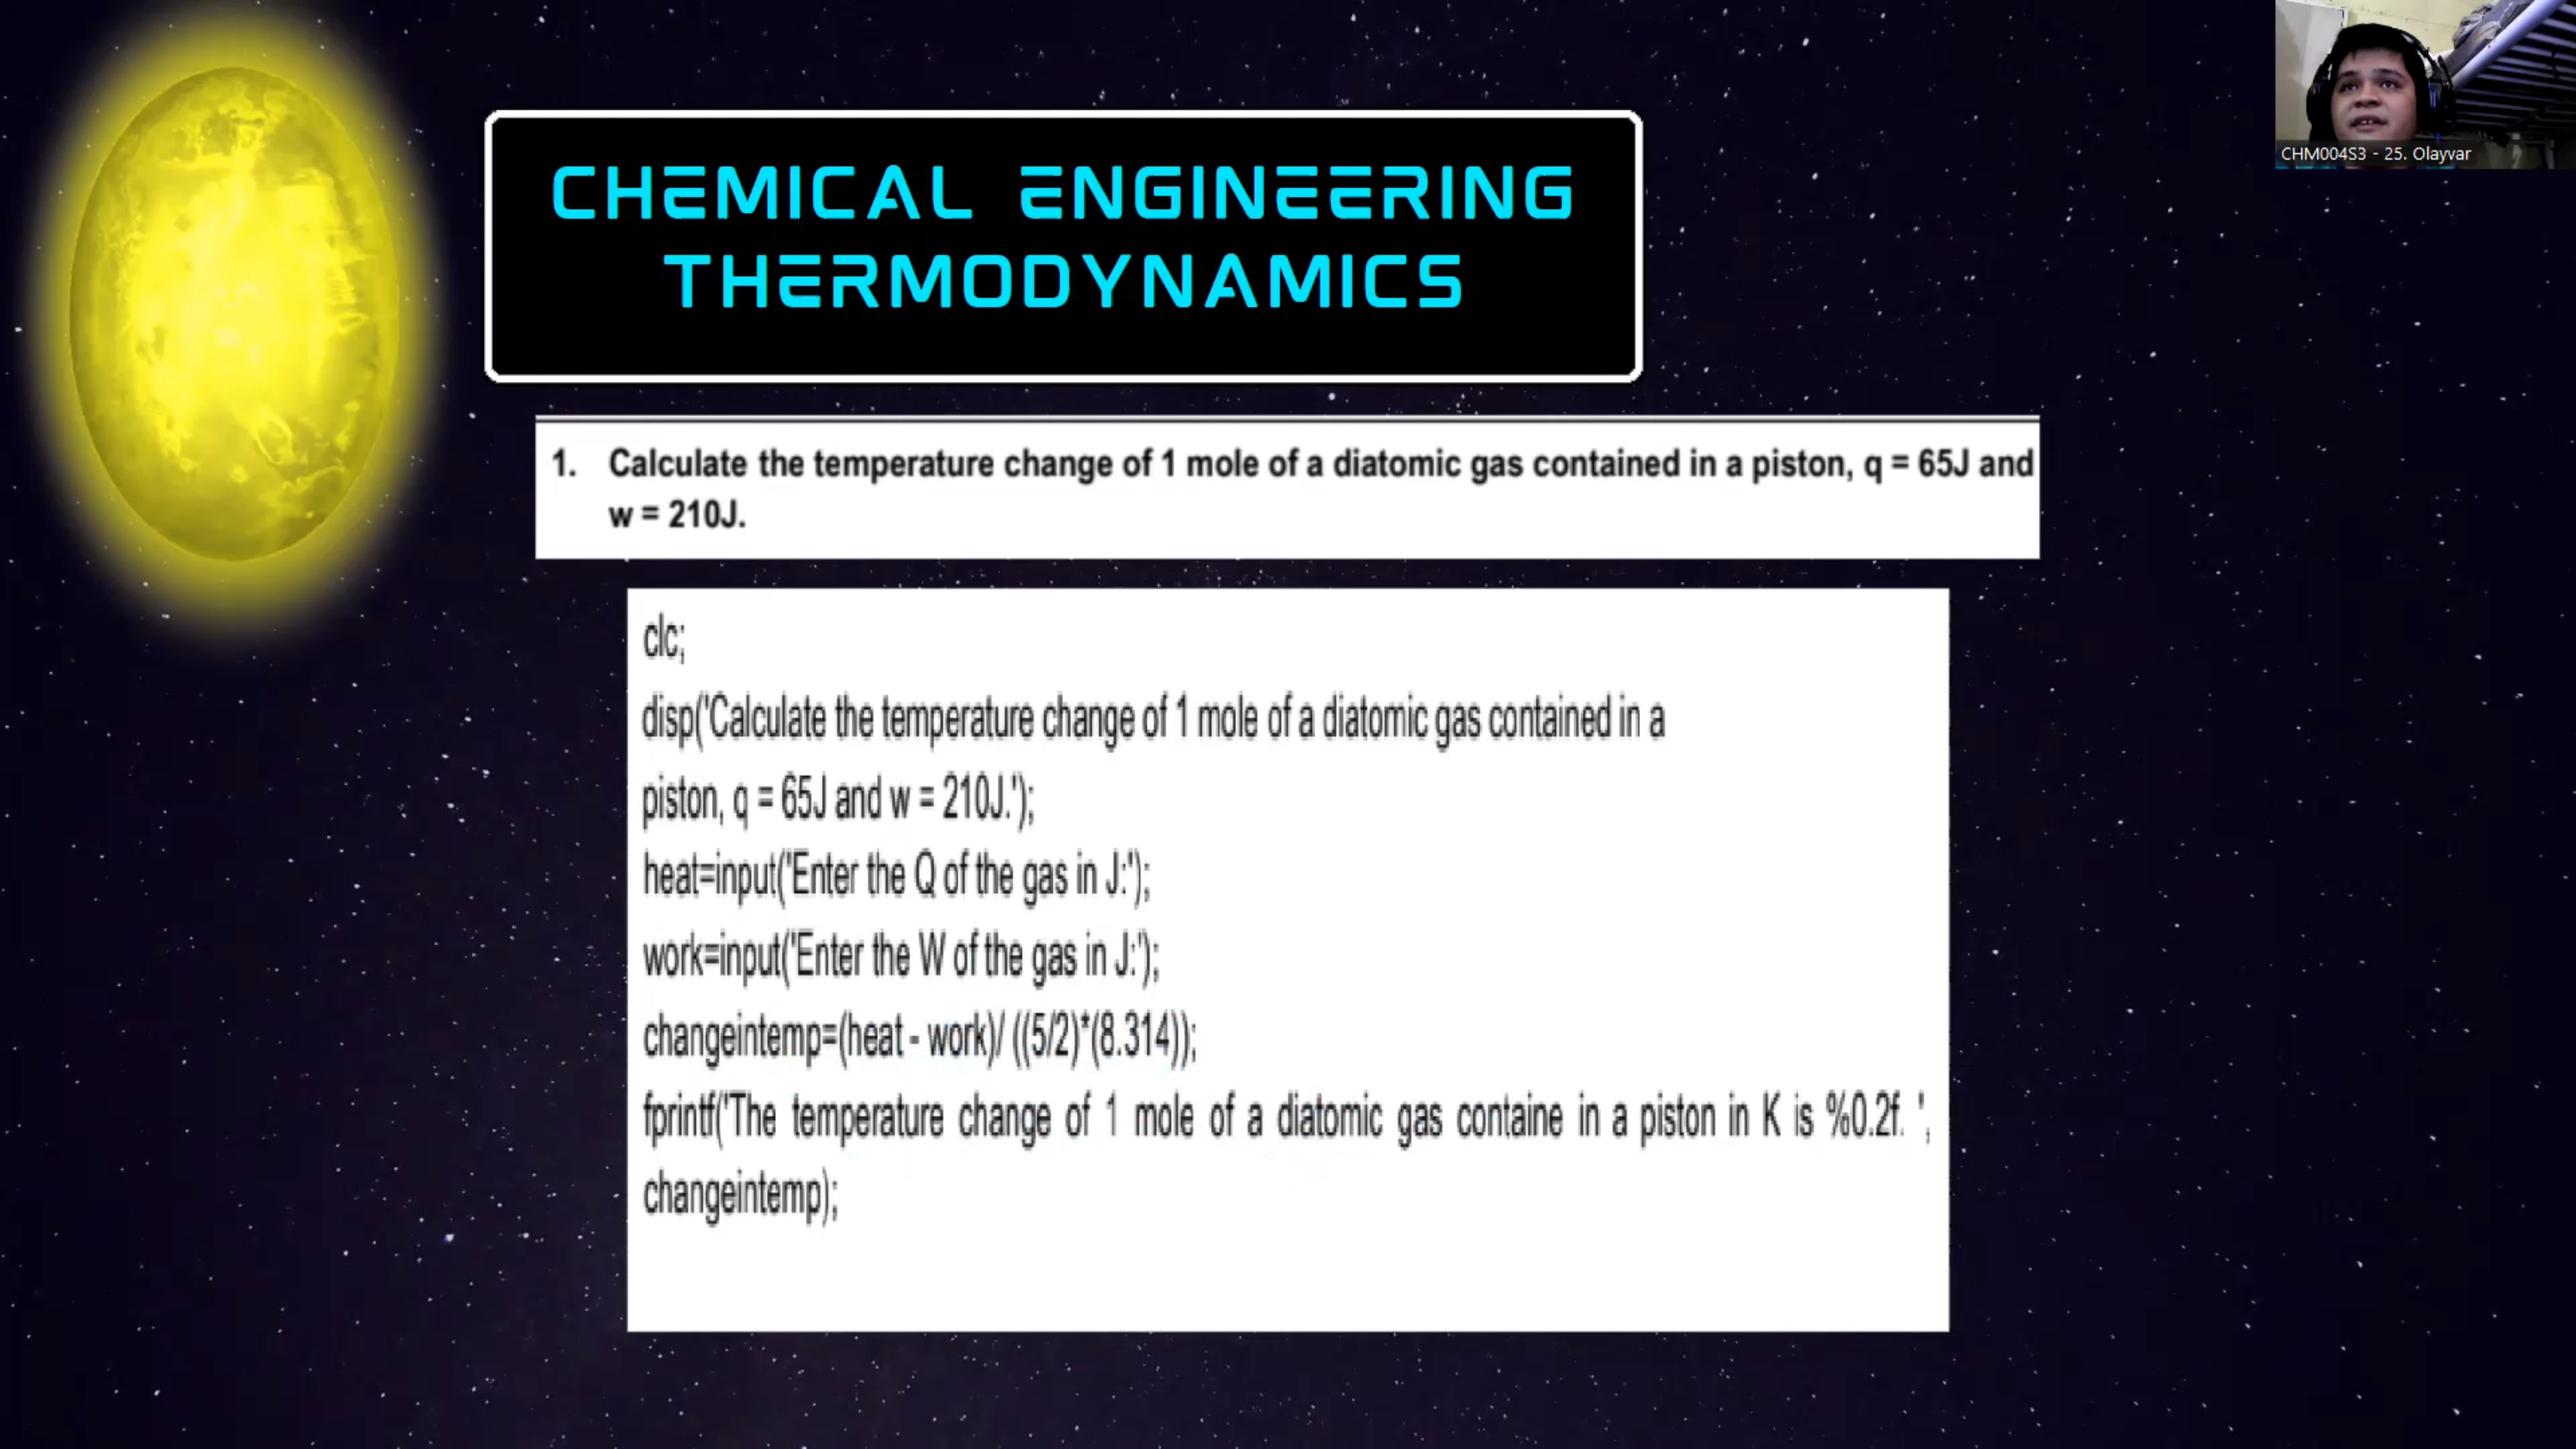 CHM004S3 - 25. Olayvar
CHEMICAL ENGINEERING
THERMODYNAMICS
1. Calculate the temperature change of 1 mole of a diatomic gas contained in a piston, q = 65J and
w = 210J.
clc;
disp('Calculate the temperature change of 1 mole of a diatomic gas contained in a
piston, q = 65J and w = 210J.');
heat=input('Enter the Q of the gas in J:');
work=input('Enter the W of the gas in J:');
changeintemp=(heat - work)/ ((5/2)*(8.314));
fprintf('The temperature change of 1 mole of a diatomic gas containe in a piston in K is %0.2f. ',
changeintemp);